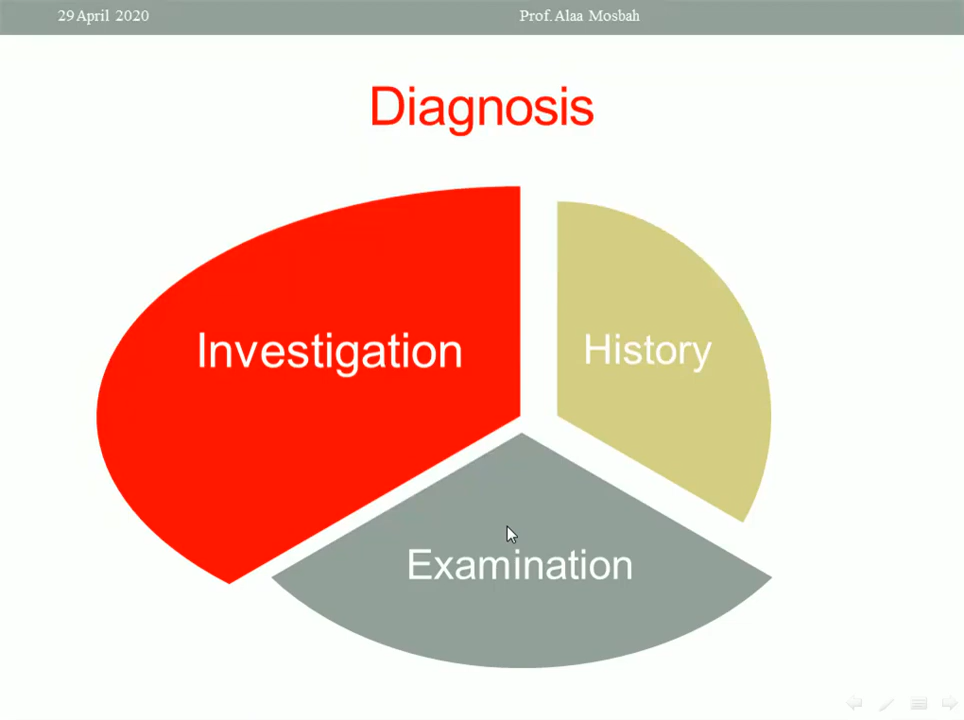 29 April 2020
Prof. Alaa Mosbah
Diagnosis
Investigation
History
Examination